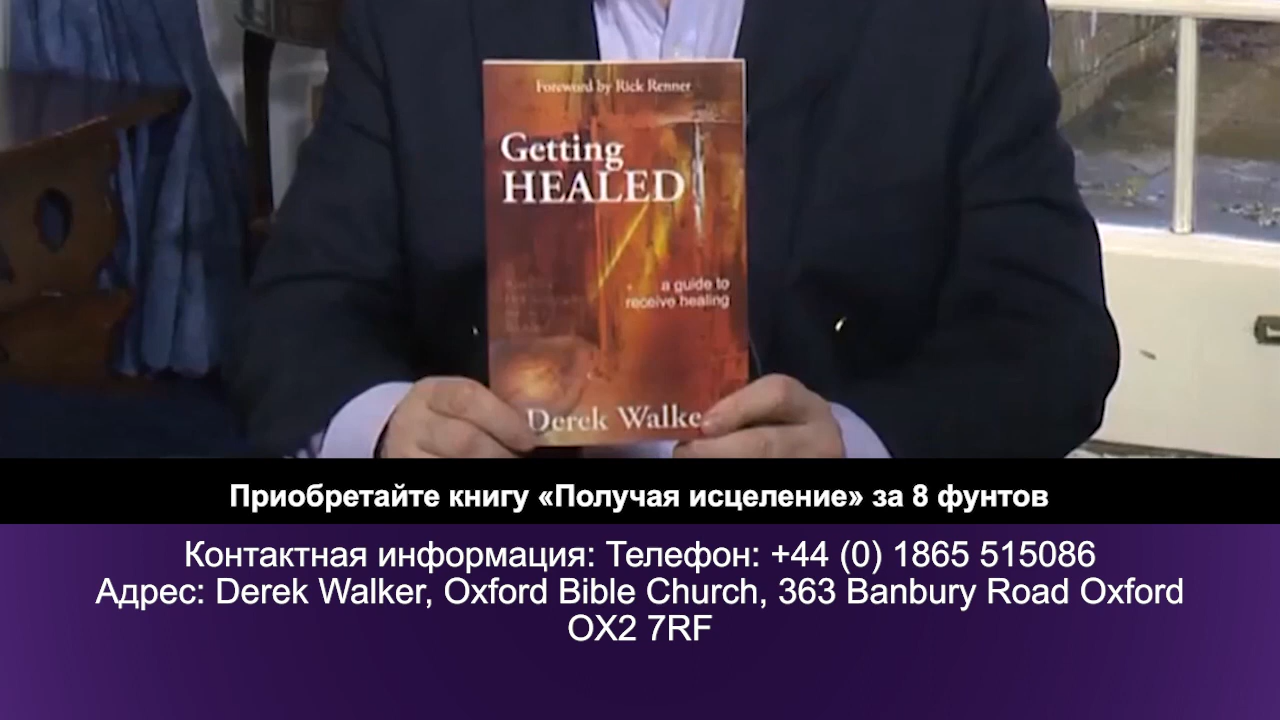 Foreword by Rick Renner
Getting
HEALED
a guide to
receive healing
Derek Walke
Приобретайте книгу «Получая исцеление» за 8 фунтов
Контактная информация: Телефон: +44 (0) 1865 515086
Адрес: Derek Walker, Oxford Bible Church, 363 Banbury Road Oxford
OX2 7RF